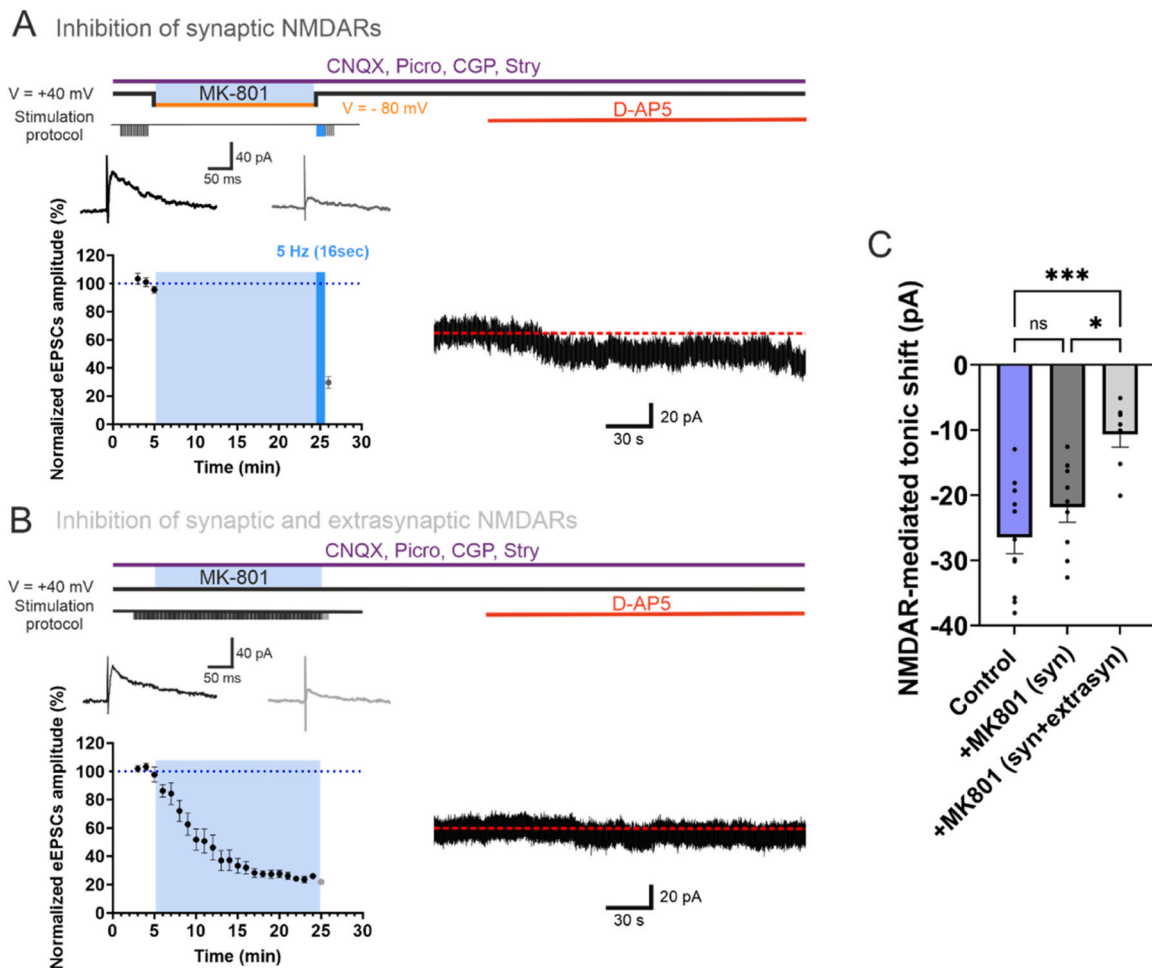 A Inhibition of synaptic NMDARs
CNQX, Picro, CGP, Stry
V = +40 mV
MK-801
V = - 80 mV
D-AP5
Stimulation
protocol
40 pA
50 ms
Normalized eEPSCs amplitude (%)
5 Hz (16sec)
120
100
80
60
40
20
0
0 5 10 15 20 25 30
Time (min)
20 pA
30 s
B Inhibition of synaptic and extrasynaptic NMDARs
CNQX, Picro, CGP, Stry
V = +40 mV
MK-801
Stimulation
protocol
D-AP5
40 pA
50 ms
Normalized eEPSCs amplitude (%)
120
100
80
60
40
20
0
0 5 10 15 20 25 30
Time (min)
20 pA
30 s
C
NMDAR-mediated tonic shift (pA)
***
ns
*
0
-10
-20
-30
-40
Control
+MK801 (syn)
+MK801 (syn+extrasyn)